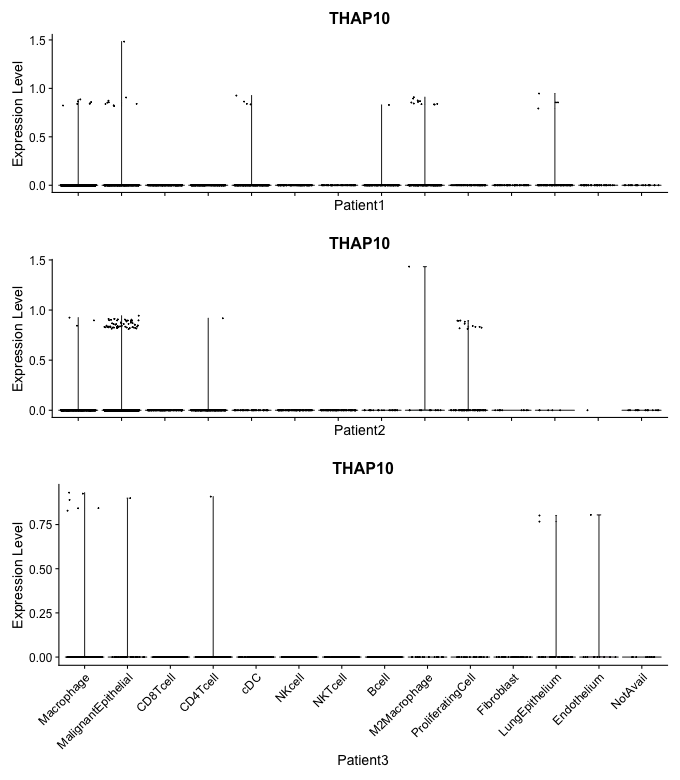 THAP10
Expression Level
1.5
1.0
0.5
0.0
Patient1
THAP10
Expression Level
1.5
1.0
0.5
0.0
Patient2
THAP10
Expression Level
0.75
0.50
0.25
0.00
Macrophage
MalignantEpithelial
CD8Tcell
CD4Tcell
cDC
NKcell
NKTcell
Bcell
M2Macrophage
ProliferatingCell
Fibroblast
LungEpithelium
Endothelium
NotAvail
Patient3